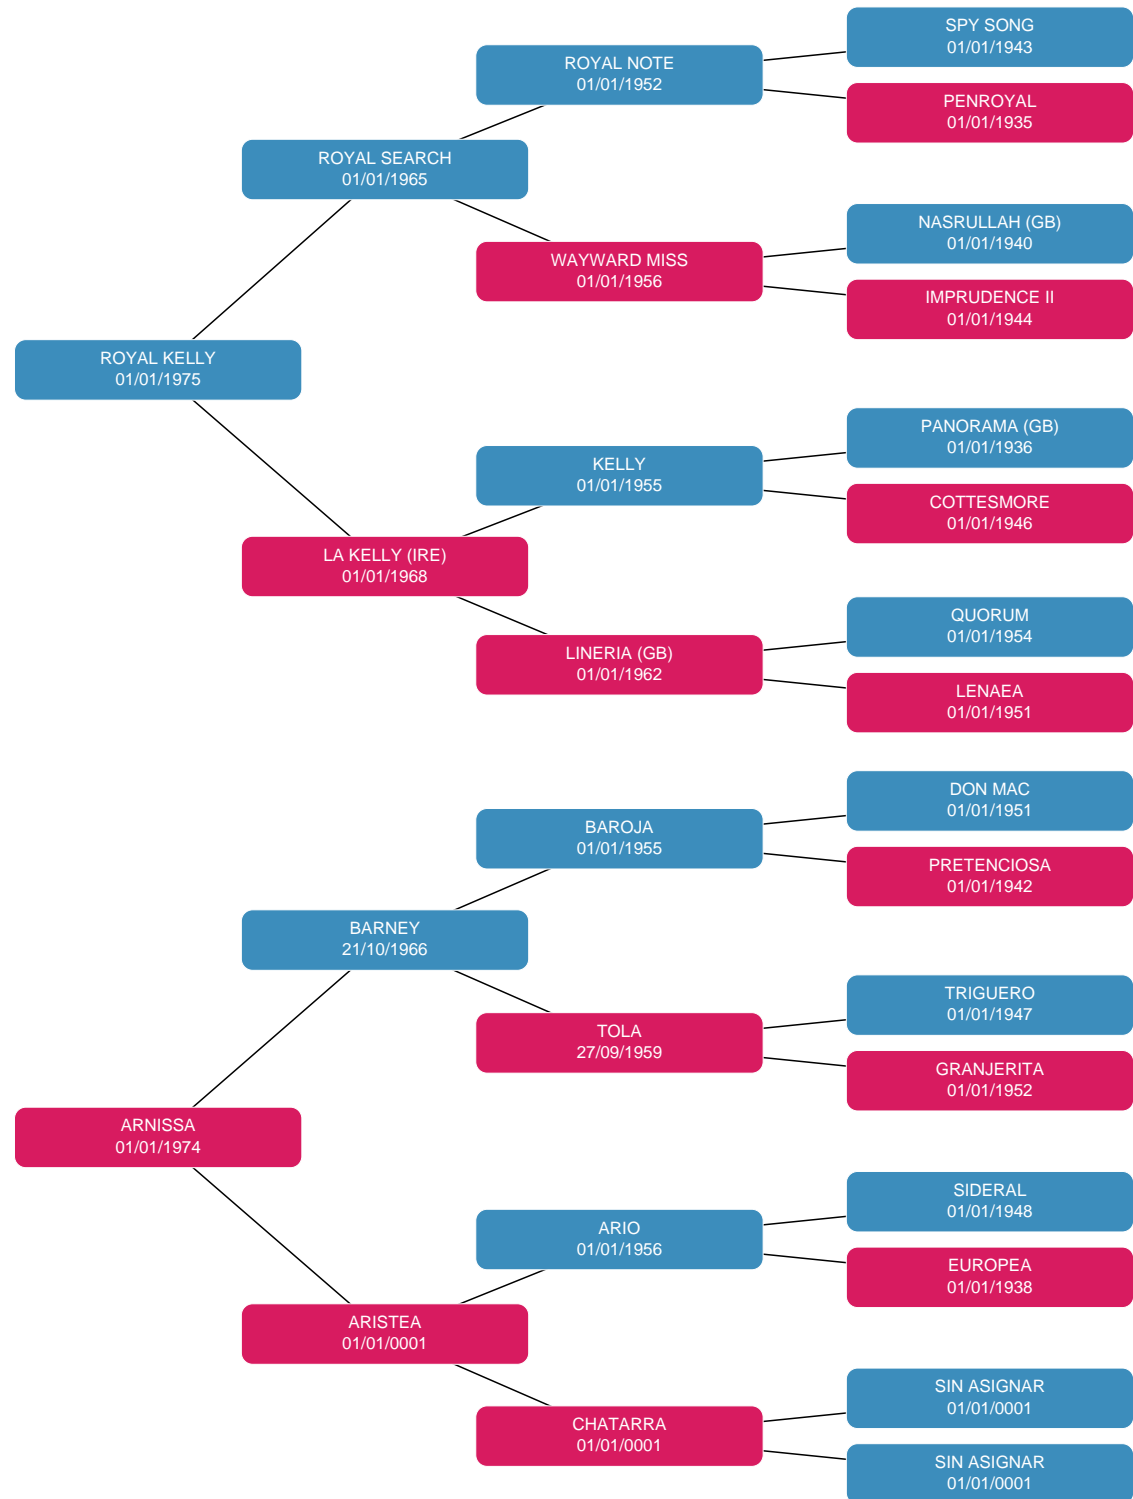 SPY SONG
01/01/1943
ROYAL NOTE
01/01/1952
PENROYAL
01/01/1935
ROYAL SEARCH
01/01/1965
NASRULLAH (GB)
01/01/1940
WAYWARD MISS
01/01/1956
IMPRUDENCE II
01/01/1944
ROYAL KELLY
01/01/1975
PANORAMA (GB)
01/01/1936
KELLY
01/01/1955
COTTESMORE
01/01/1946
LA KELLY (IRE)
01/01/1968
QUORUM
01/01/1954
LINERIA (GB)
01/01/1962
LENAEA
01/01/1951
DON MAC
01/01/1951
BAROJA
01/01/1955
PRETENCIOSA
01/01/1942
BARNEY
21/10/1966
TRIGUERO
01/01/1947
TOLA
27/09/1959
GRANJERITA
01/01/1952
ARNISSA
01/01/1974
SIDERAL
01/01/1948
ARIO
01/01/1956
EUROPEA
01/01/1938
ARISTEA
01/01/0001
SIN ASIGNAR
01/01/0001
CHATARRA
01/01/0001
SIN ASIGNAR
01/01/0001